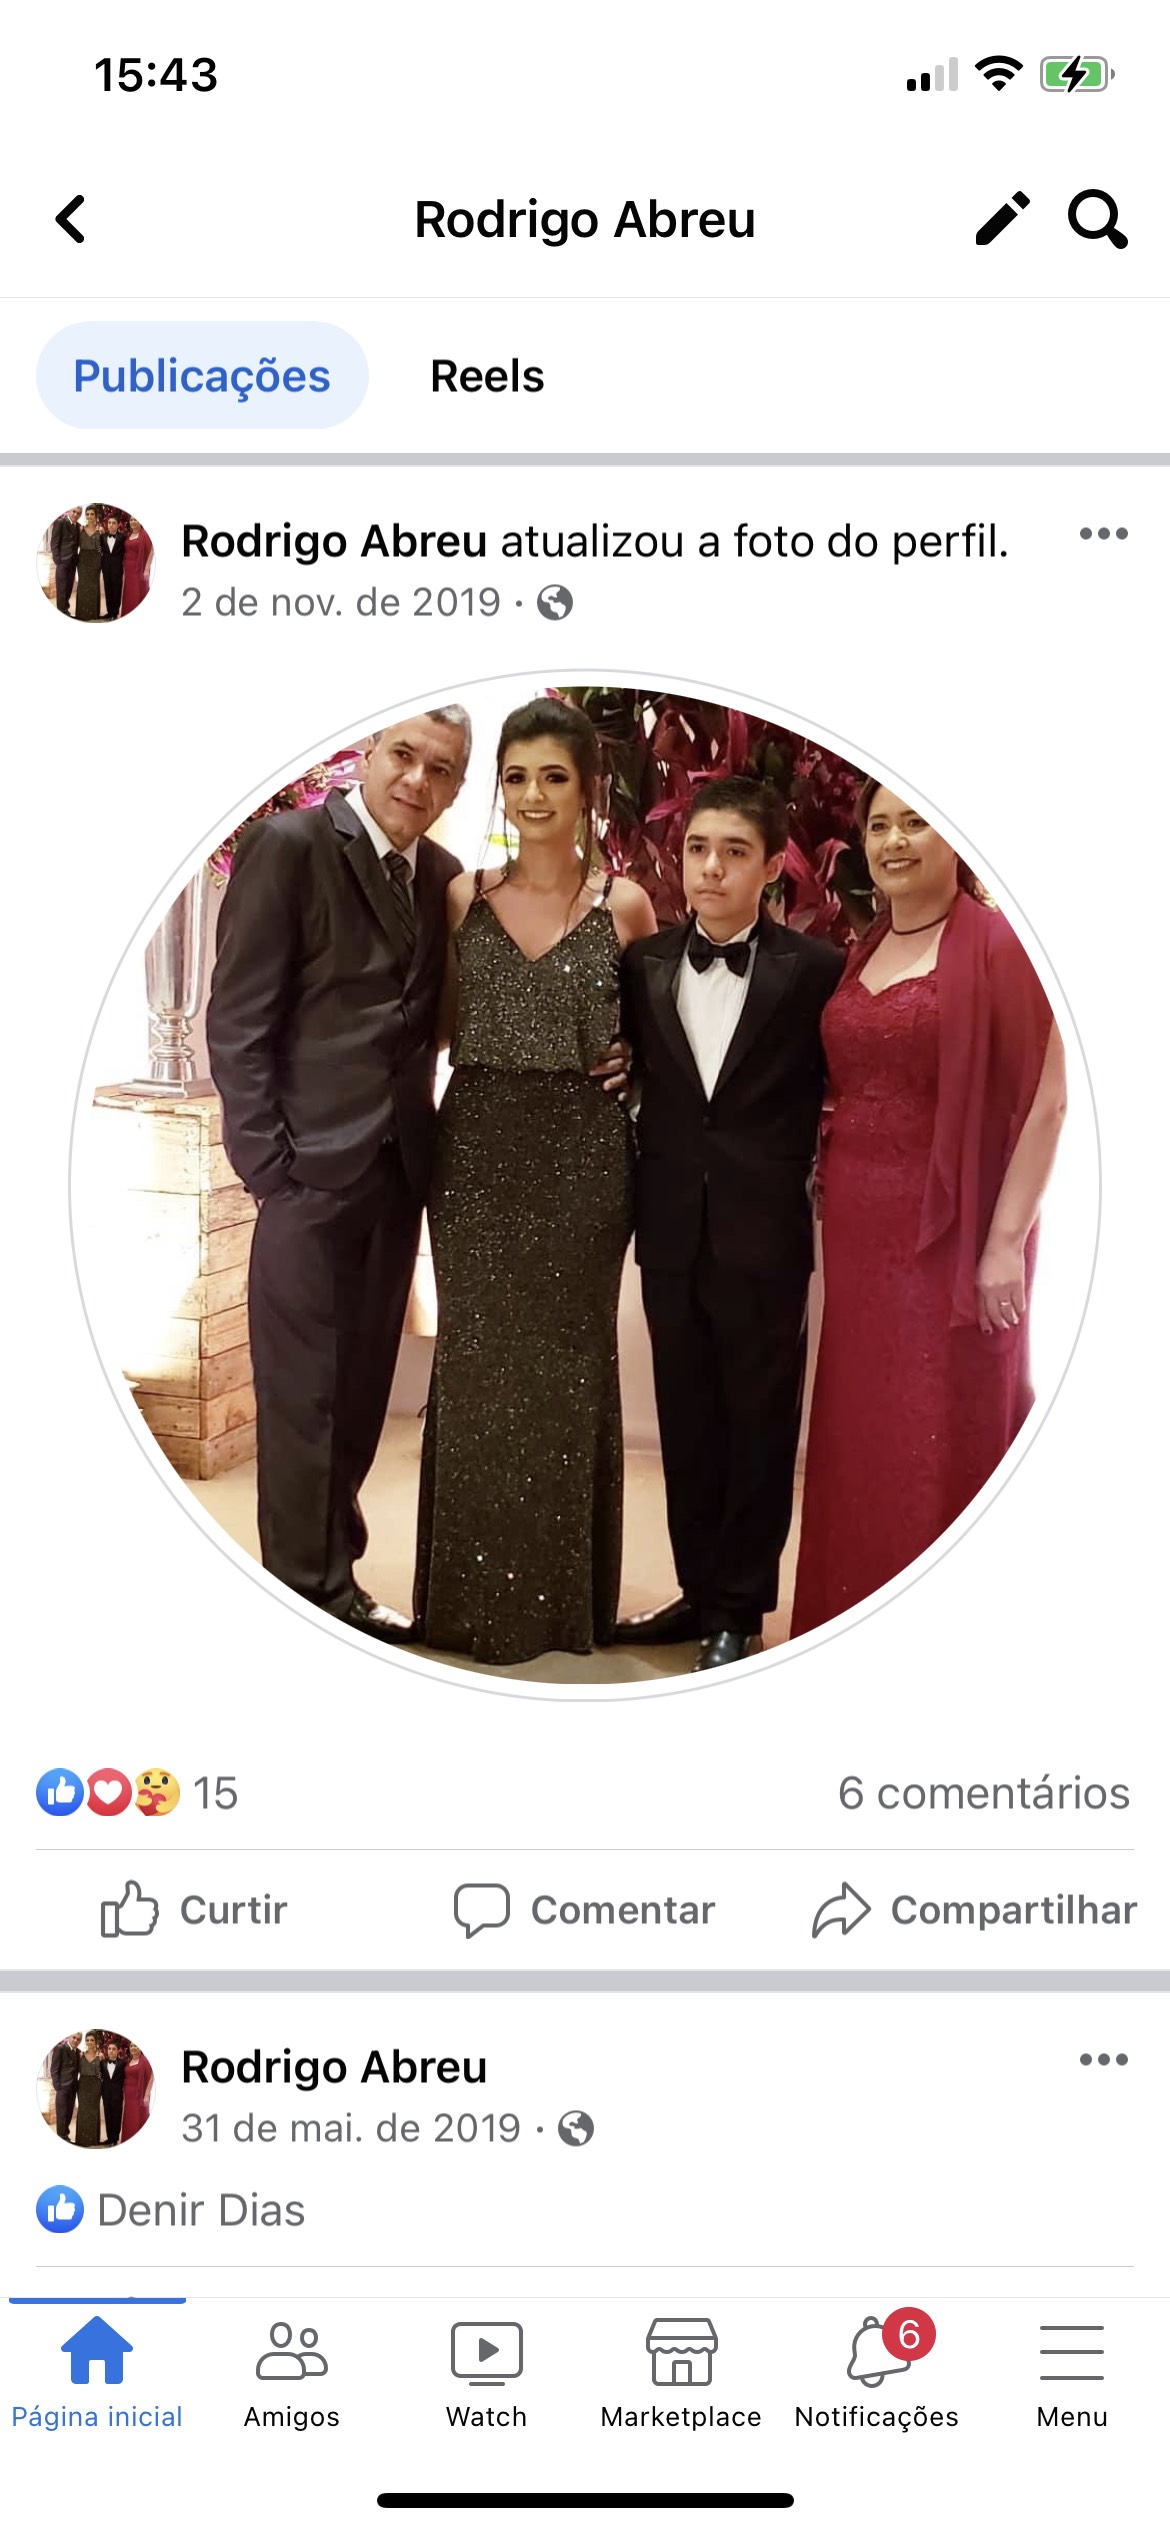 15:43
Rodrigo Abreu
Publicações Reels
Rodrigo Abreu atualizou a foto do perfil.
2 de nov. de 2019 ·
15 6 comentários
Curtir Comentar Compartilhar
Rodrigo Abreu
31 de mai. de 2019 ·
Denir Dias
6
Página inicial Amigos Watch Marketplace Notificações Menu